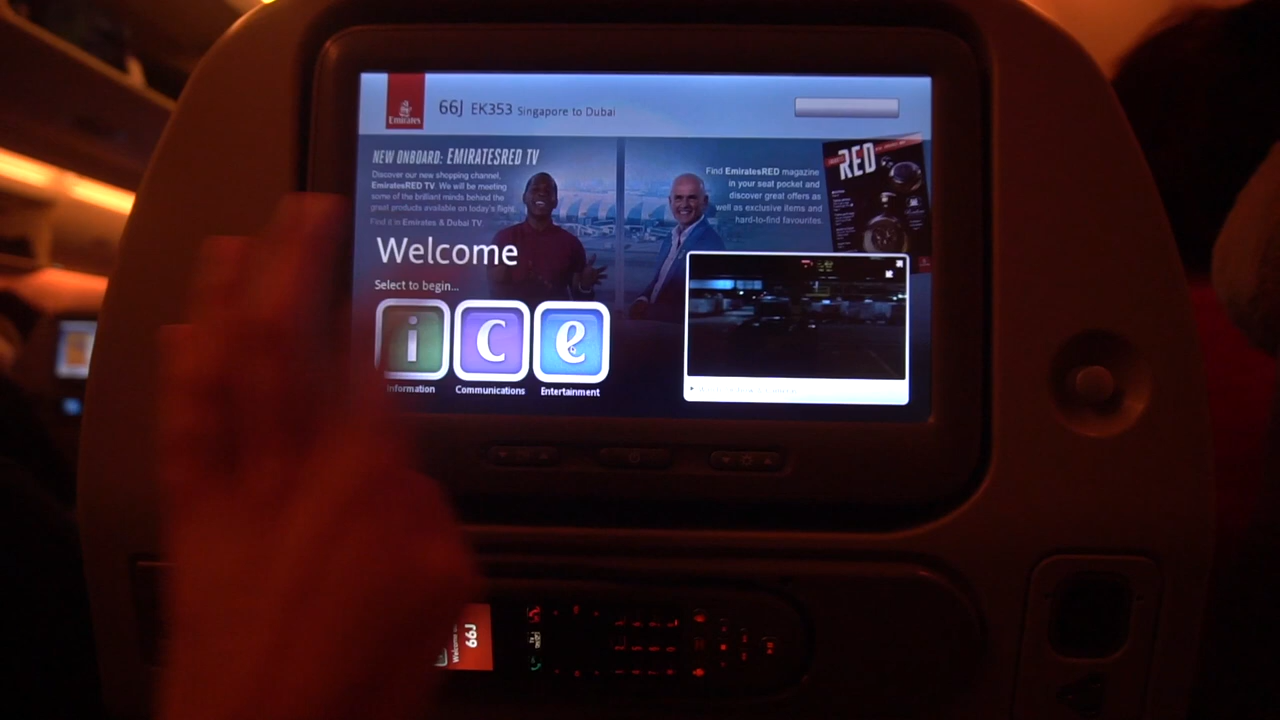 Emirates
66J EK353 Singapore to Dubai
NEW ONBOARD: EMIRATESRED TV
Discover our new shopping channel,
EmiratesRED TV. We will be meeting
some of the brilliant minds behind the
great products available on today's flight.
Find it in Emirates & Dubai TV.
Find EmiratesRED magazine
in your seat pocket and
discover great offers as
well as exclusive items and
hard-to-find favourites.
RED
Welcome
Select to begin...
i c e
Information Communications Entertainment
Welcome
66J